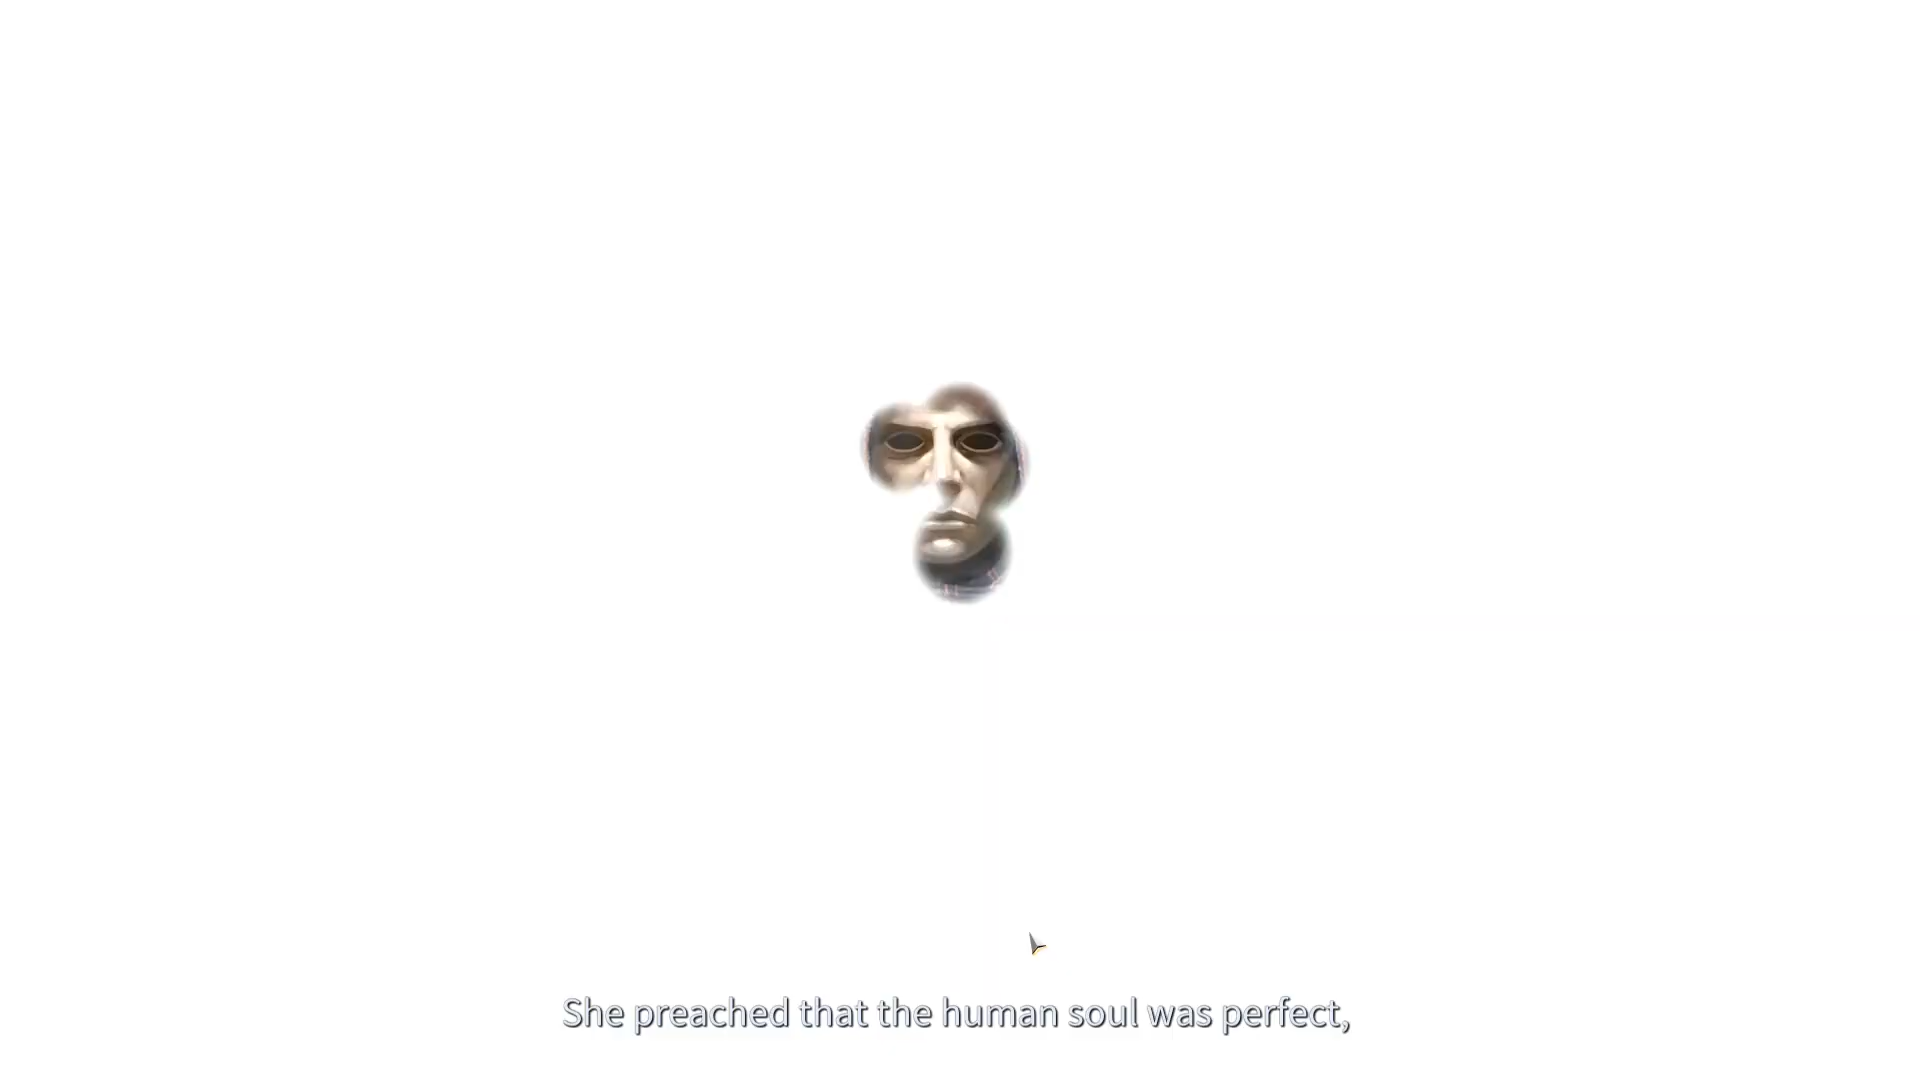 She preached that the human soul was perfect,